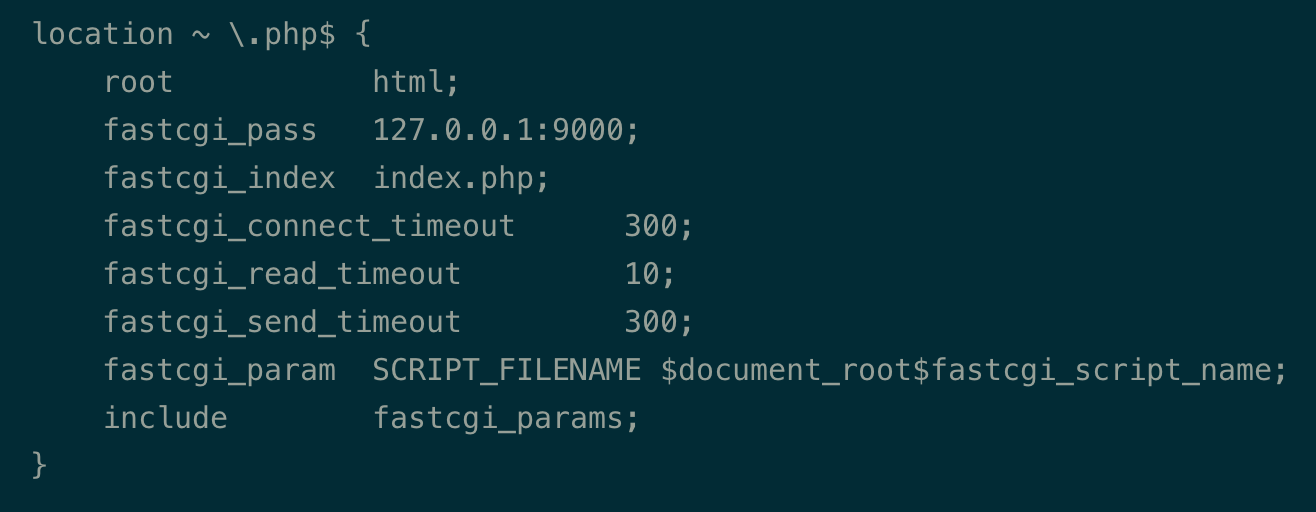 location ~ \.php$ {
    root           html;
    fastcgi_pass   127.0.0.1:9000;
    fastcgi_index  index.php;
    fastcgi_connect_timeout      300;
    fastcgi_read_timeout         10;
    fastcgi_send_timeout         300;
    fastcgi_param  SCRIPT_FILENAME $document_root$fastcgi_script_name;
    include        fastcgi_params;
}